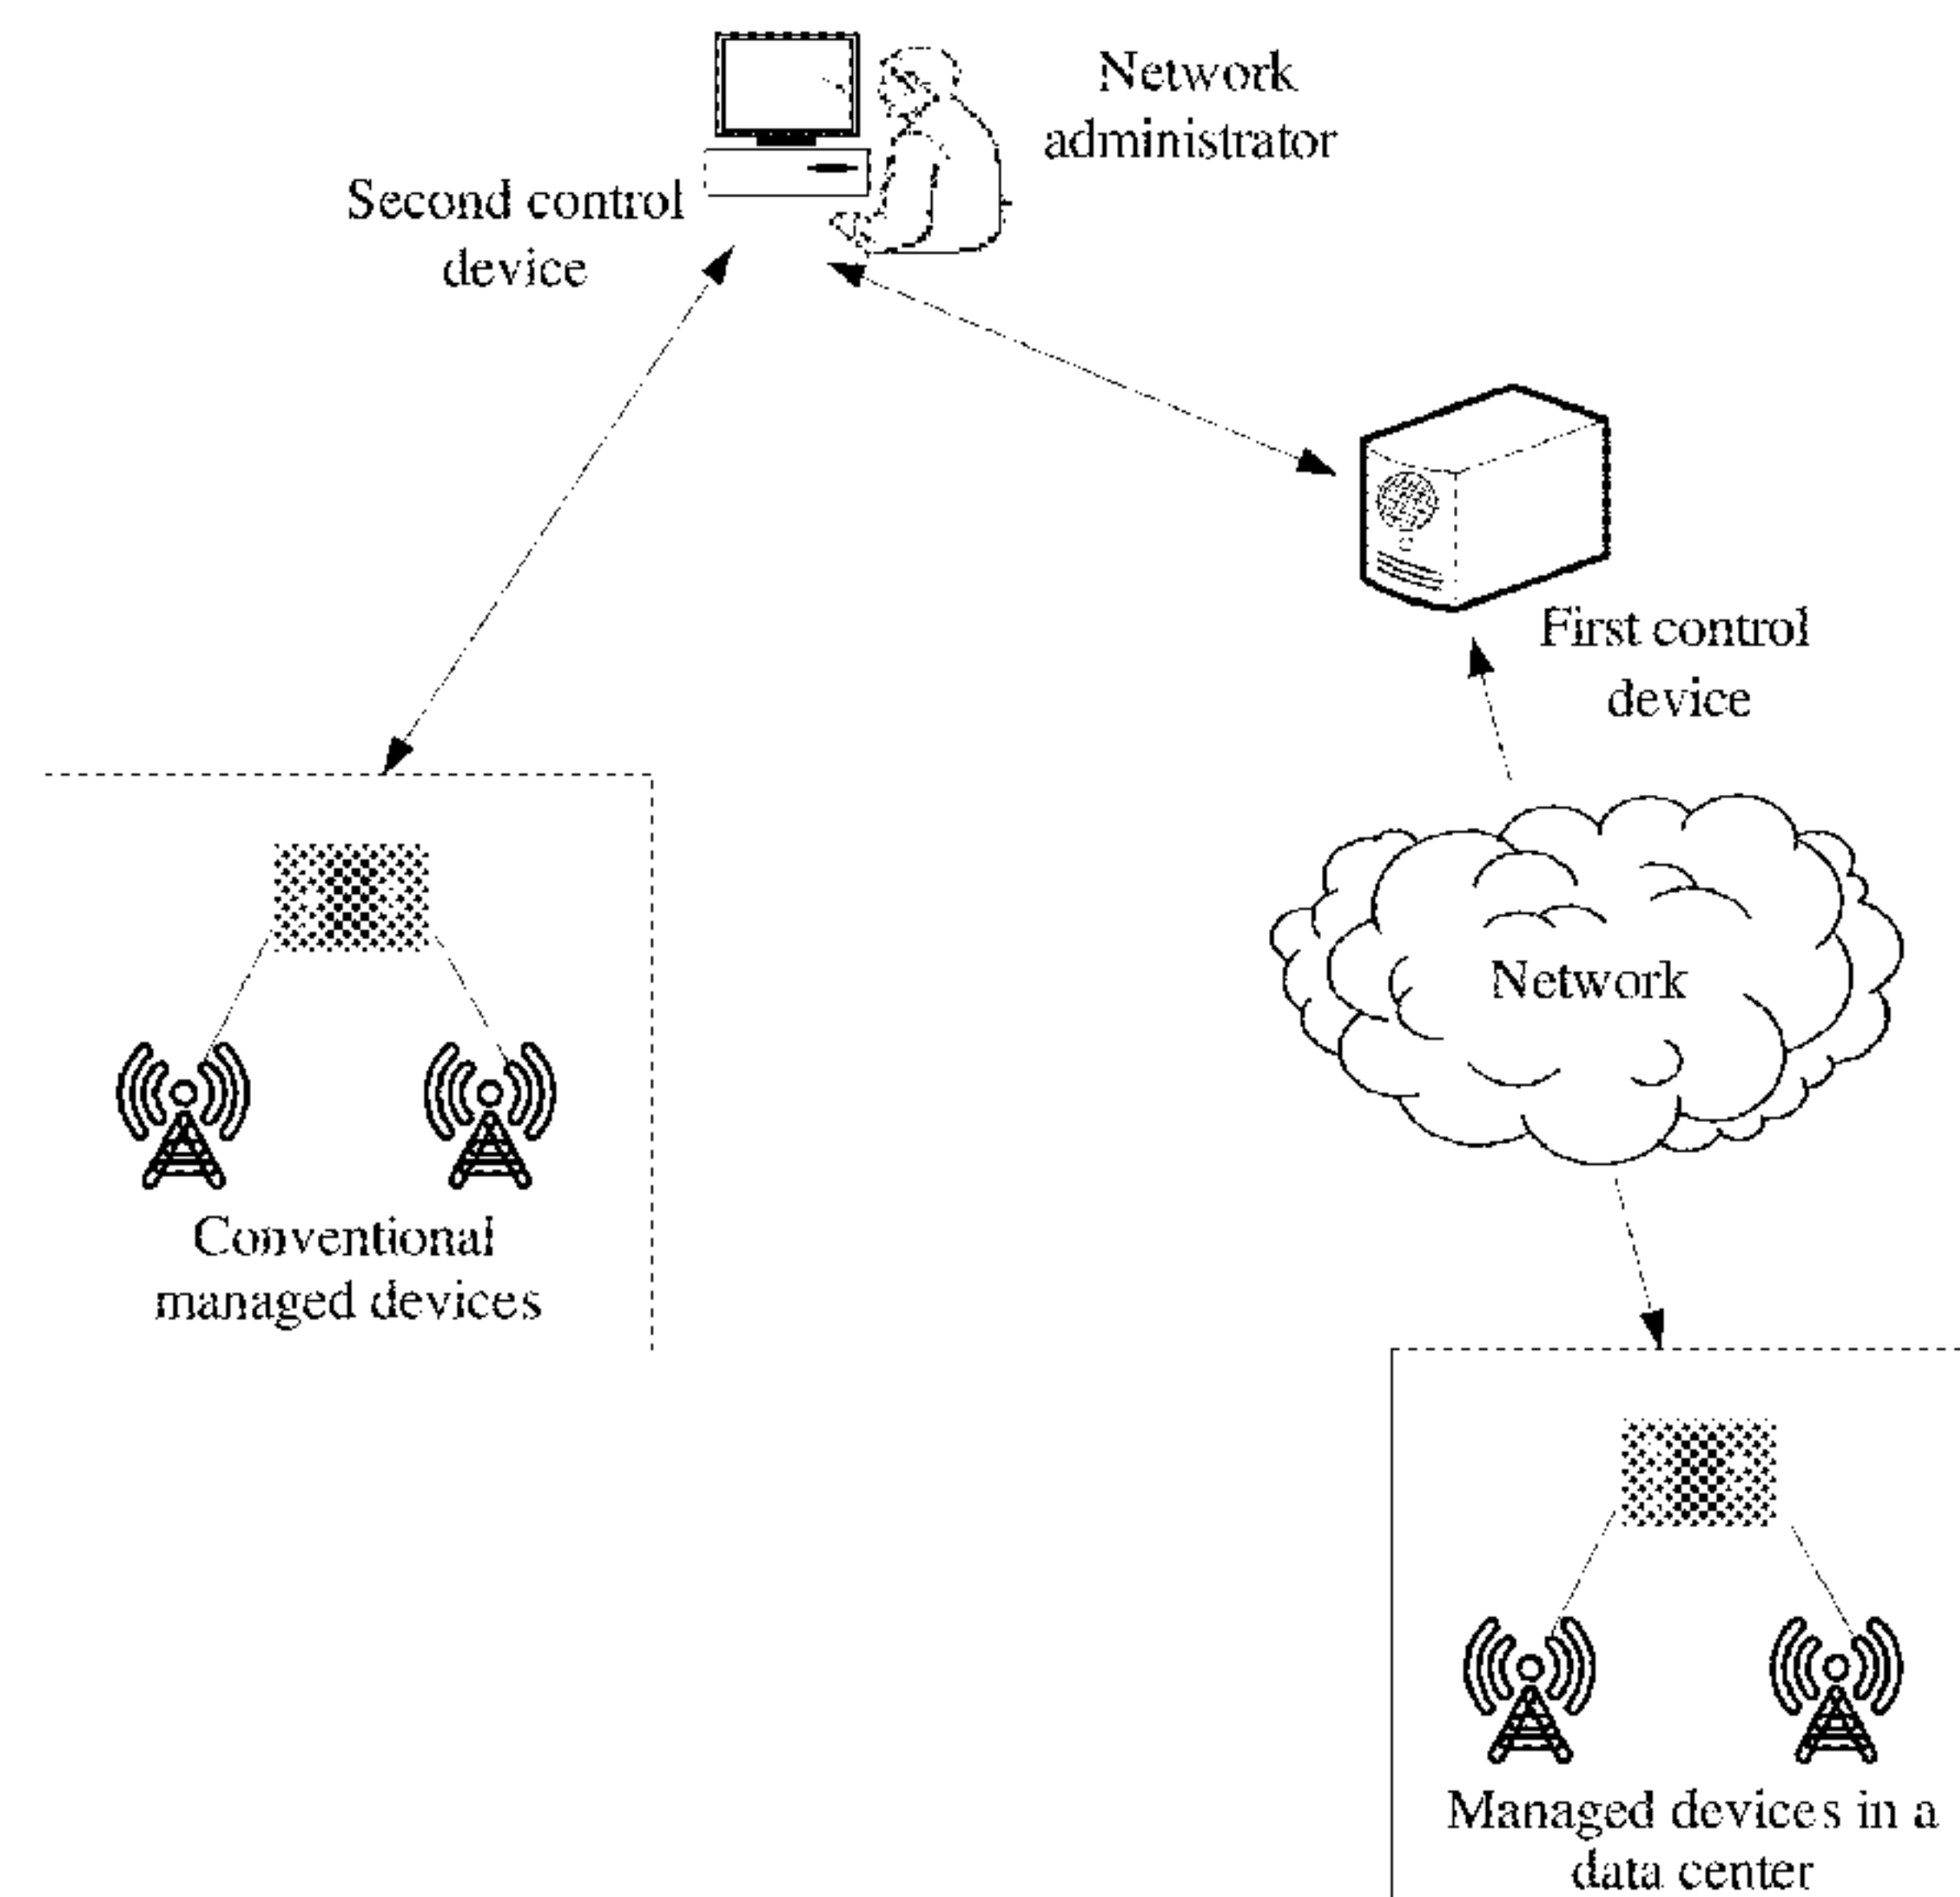 Network
administrator
Second control
device
First control
device
Network
Conventional
managed devices
Managed devices in a
data center